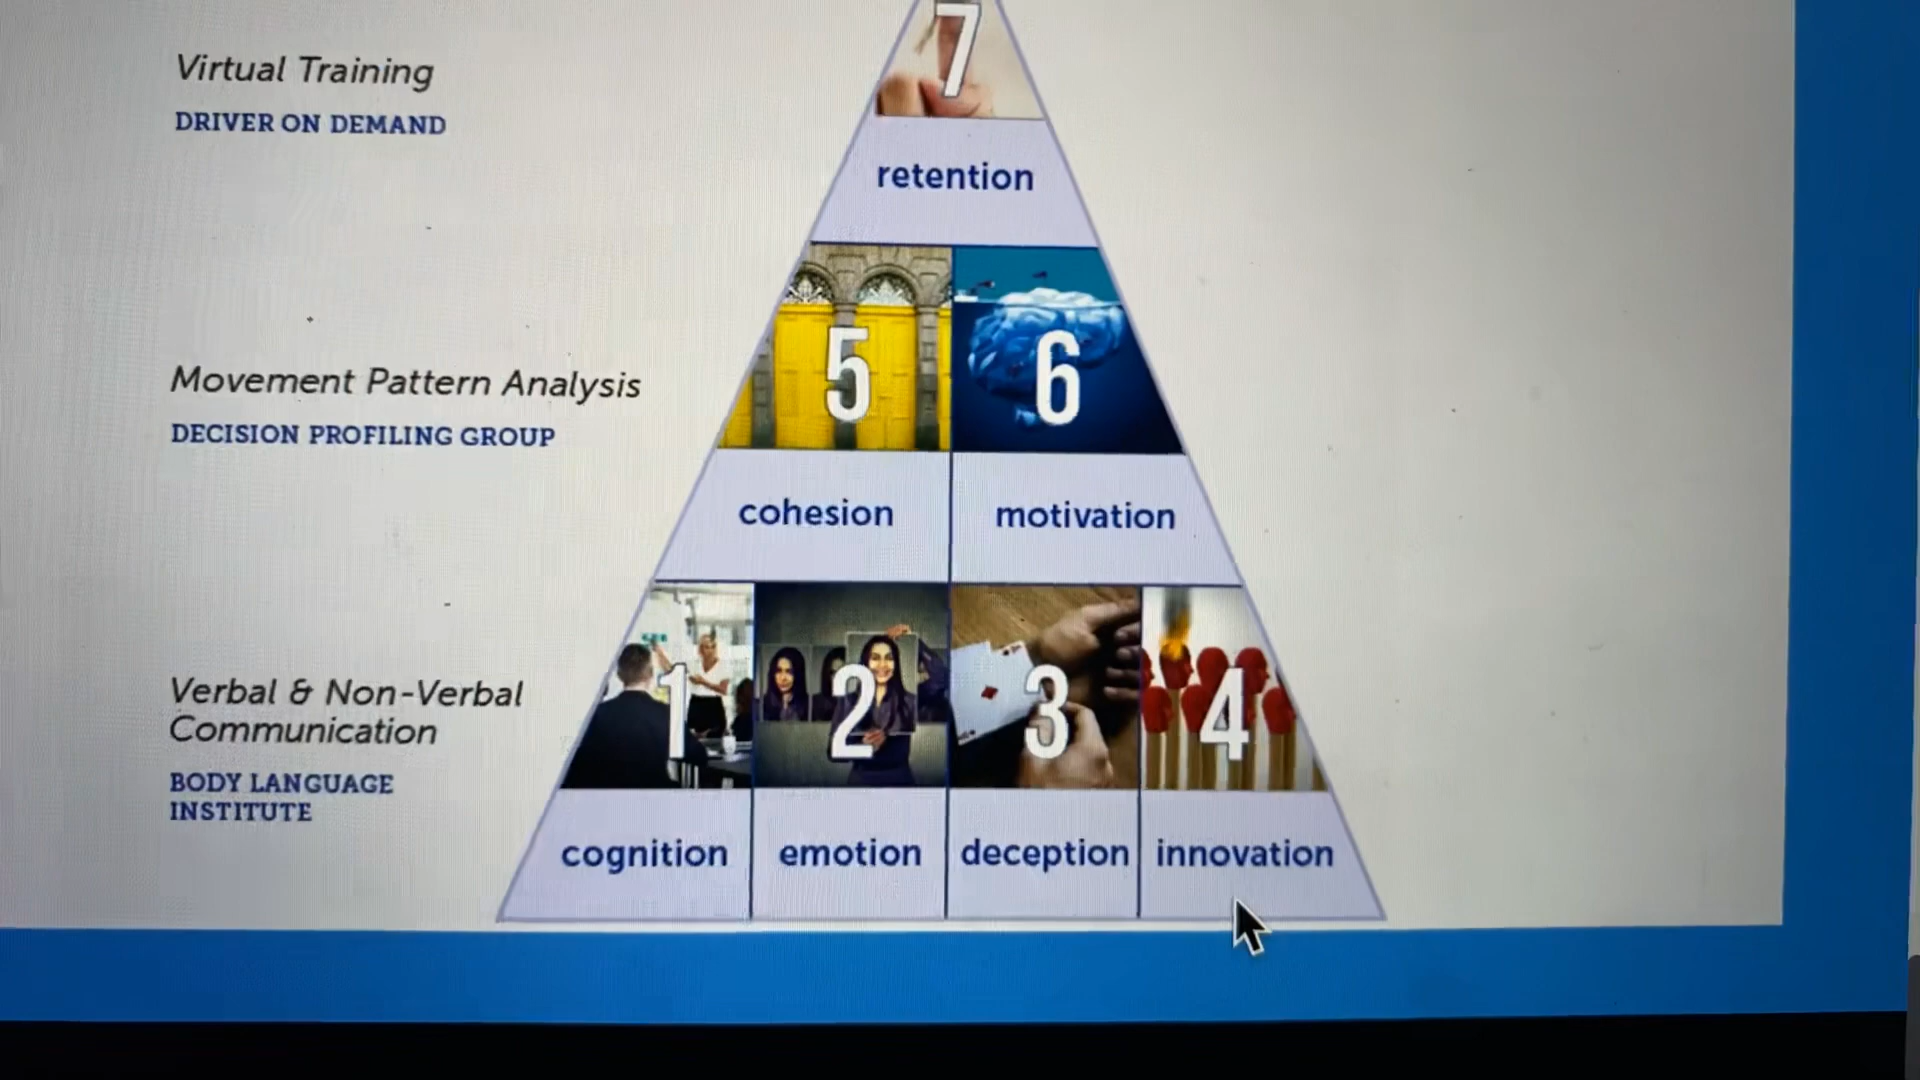 7
Virtual Training
DRIVER ON DEMAND
retention
5 6
Movement Pattern Analysis
DECISION PROFILING GROUP
cohesion motivation
1 2 3 4
Verbal & Non-Verbal
Communication
BODY LANGUAGE
INSTITUTE
cognition emotion deception innovation